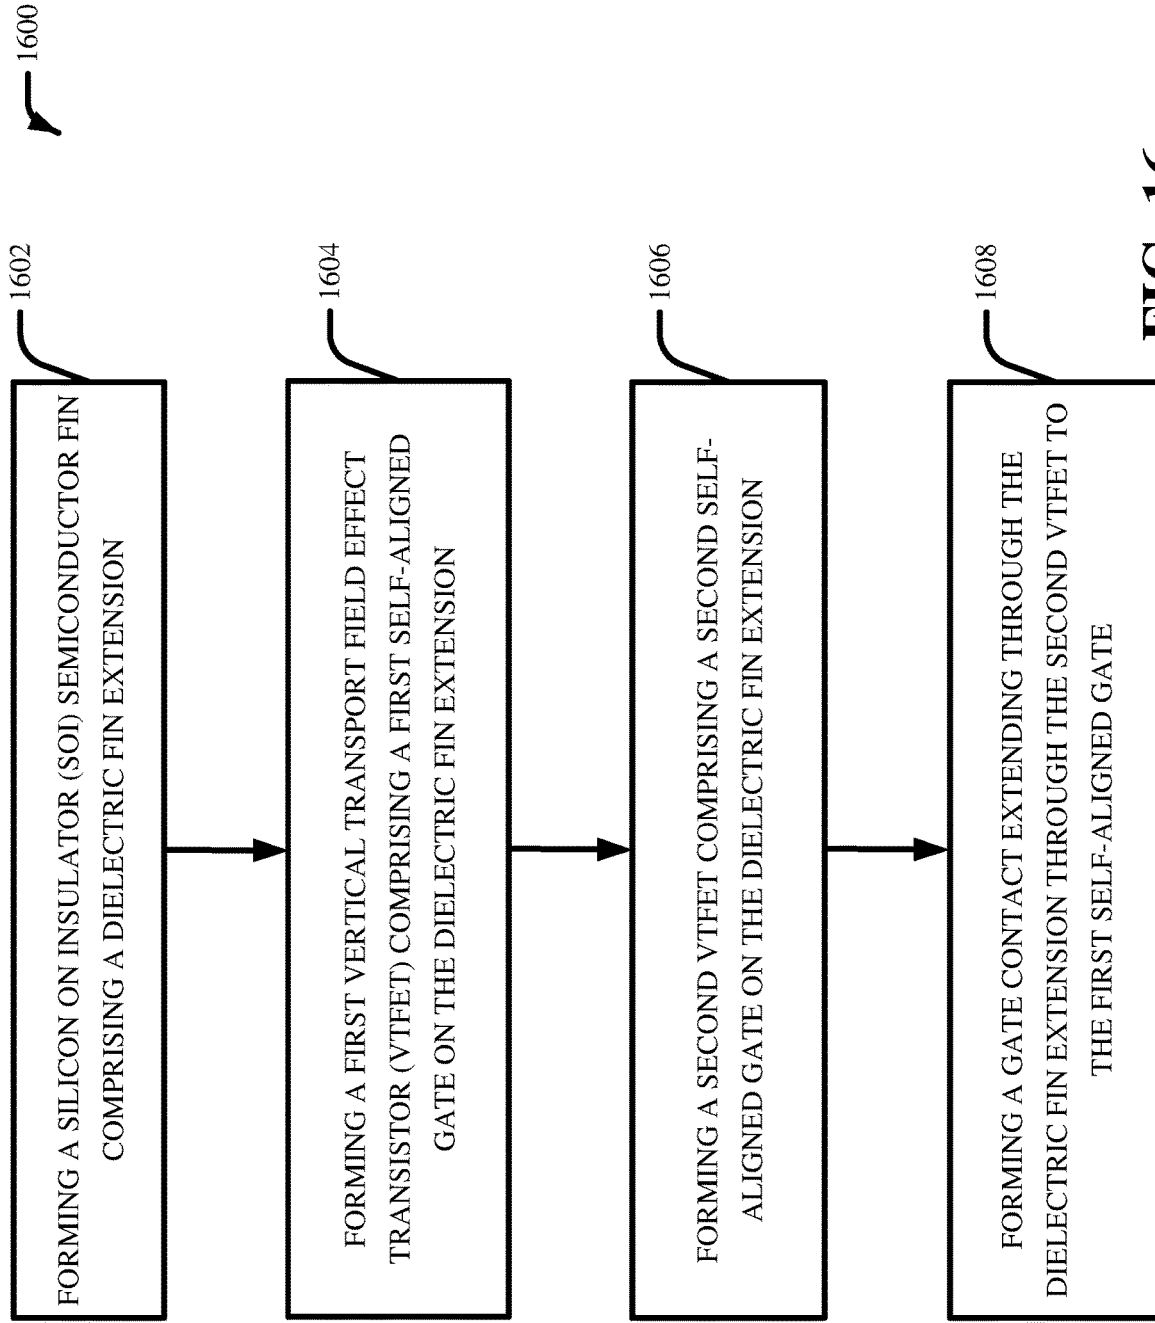 1600
1602
FORMING A SILICON ON INSULATOR (SOI) SEMICONDUCTOR FIN
COMPRISING A DIELECTRIC FIN EXTENSION
1604
FORMING A FIRST VERTICAL TRANSPORT FIELD EFFECT
TRANSISTOR (VTFET) COMPRISING A FIRST SELF-ALIGNED
GATE ON THE DIELECTRIC FIN EXTENSION
1606
FORMING A SECOND VTFET COMPRISING A SECOND SELF-
ALIGNED GATE ON THE DIELECTRIC FIN EXTENSION
1608
FORMING A GATE CONTACT EXTENDING THROUGH THE
DIELECTRIC FIN EXTENSION THROUGH THE SECOND VTFET TO
THE FIRST SELF-ALIGNED GATE
FIG. 16